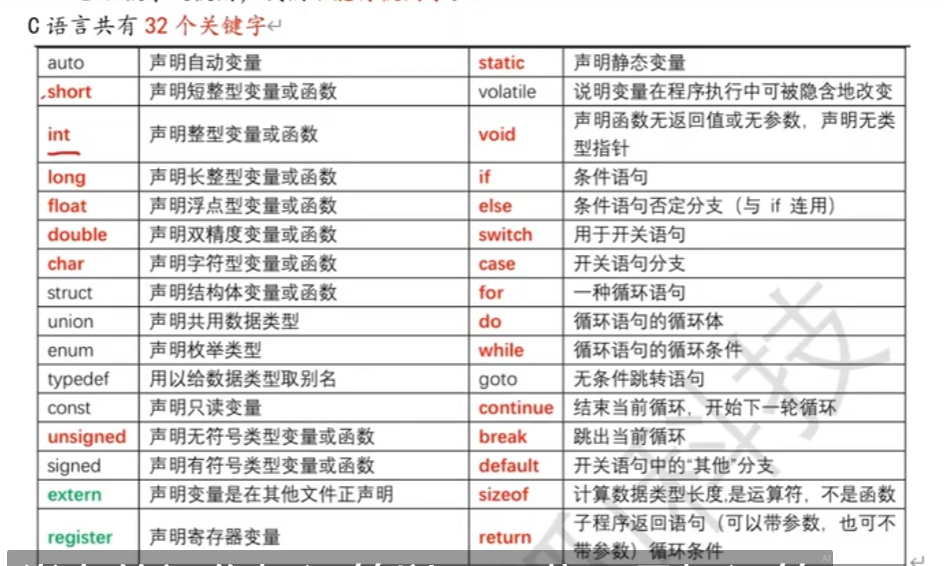 C 语言共有 32 个关键字
auto 声明自动变量 static 声明静态变量
short 声明短整型变量或函数 volatile 说明变量在程序执行中可被隐含地改变
int 声明整型变量或函数 void 声明函数无返回值或无参数，声明无类
型指针
long 声明长整型变量或函数 if 条件语句
float 声明浮点型变量或函数 else 条件语句否定分支（与 if 连用）
double 声明双精度变量或函数 switch 用于开关语句
char 声明字符型变量或函数 case 开关语句分支
struct 声明结构体变量或函数 for 一种循环语句
union 声明共用数据类型 do 循环语句的循环体
enum 声明枚举类型 while 循环语句的循环条件
typedef 用以给数据类型取别名 goto 无条件跳转语句
const 声明只读变量 continue 结束当前循环，开始下一轮循环
unsigned 声明无符号类型变量或函数 break 跳出当前循环
signed 声明有符号类型变量或函数 default 开关语句中的“其他”分支
extern 声明变量是在其他文件正声明 sizeof 计算数据类型长度,是运算符，不是函数
register 声明寄存器变量 return 子程序返回语句（可以带参数，也可不
带参数）循环条件
科技